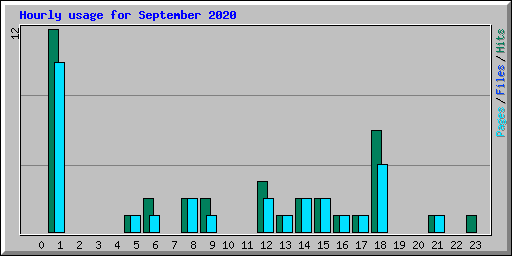 Hourly usage for September 2020
12
Pages/Files/Hits
0 1 2 3 4 5 6 7 8 9 10 11 12 13 14 15 16 17 18 19 20 21 22 23